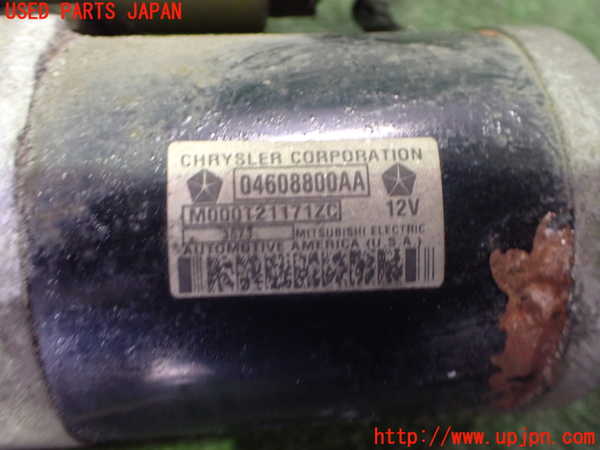 USED PARTS JAPAN
CHRYSLER CORPORATION
04608800AA
M000T21171ZC 12V
MITSUBISHI ELECTRIC
AUTOMOTIVE AMERICA (U.S.A.)
http://www.upjpn.com